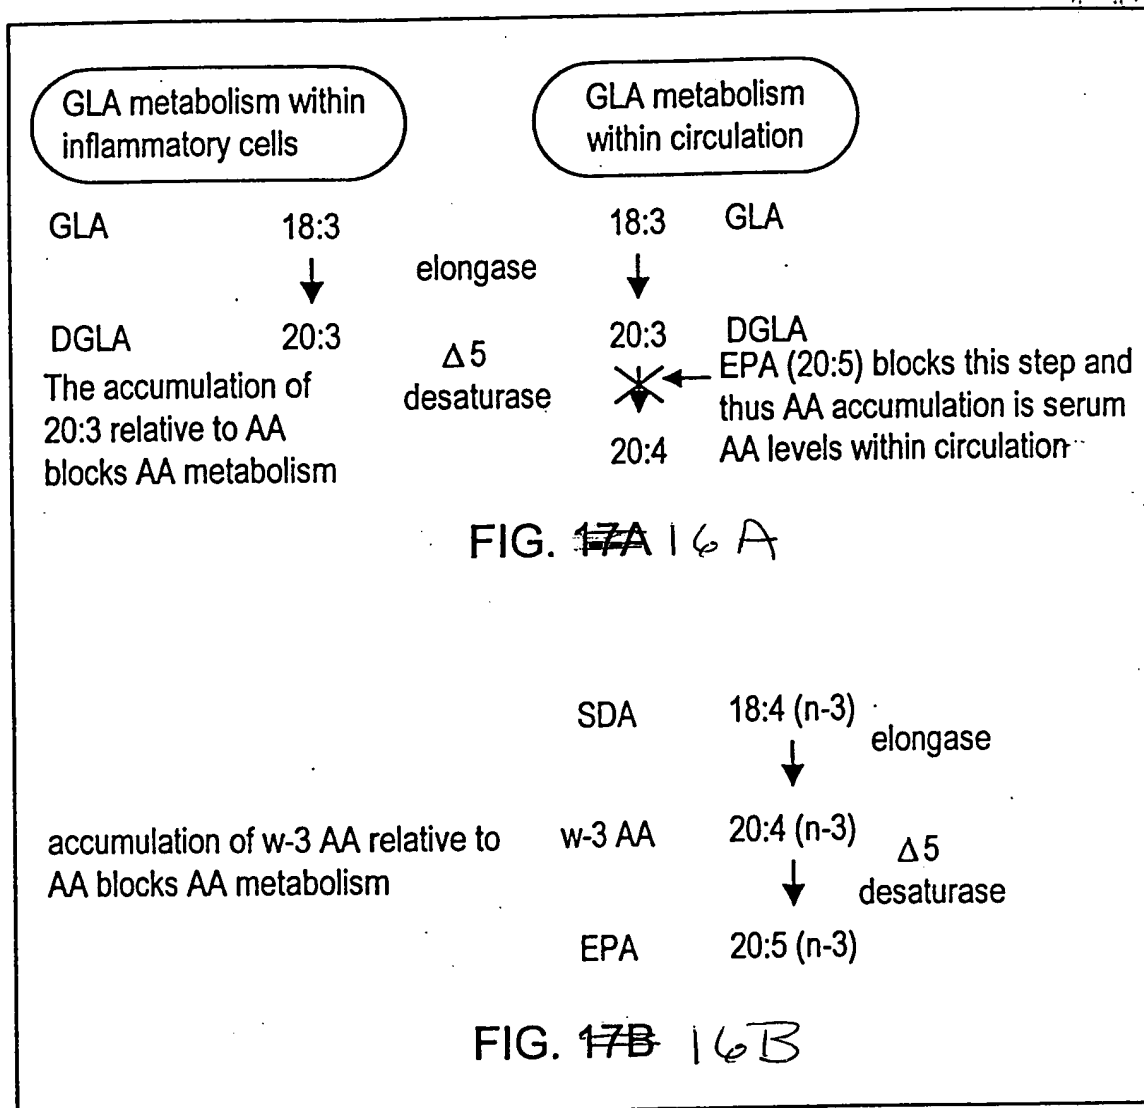 GLA metabolism within
inflammatory cells
GLA metabolism
within circulation
GLA 18:3
elongase
18:3 GLA
DGLA 20:3
Δ5
desaturase
20:3 DGLA
The accumulation of
20:3 relative to AA
blocks AA metabolism
EPA (20:5) blocks this step and
thus AA accumulation is serum
AA levels within circulation
20:4
FIG. 17A 16A
SDA 18:4 (n-3)
elongase
accumulation of w-3 AA relative to
AA blocks AA metabolism
w-3 AA 20:4 (n-3)
Δ5
desaturase
EPA 20:5 (n-3)
FIG. 17B 16B